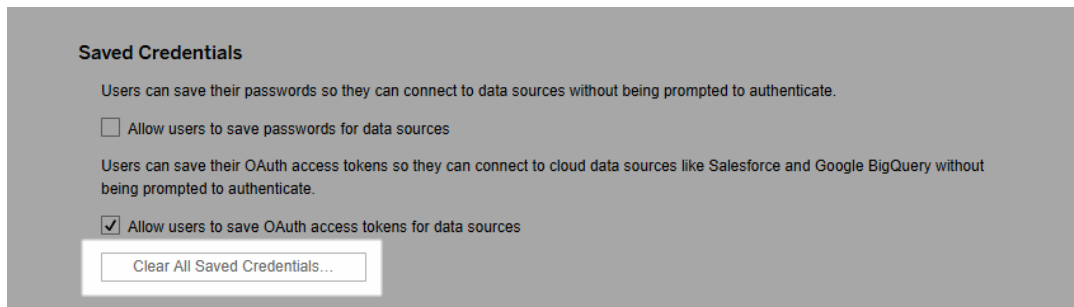 Saved Credentials
Users can save their passwords so they can connect to data sources without being prompted to authenticate.
Allow users to save passwords for data sources
Users can save their OAuth access tokens so they can connect to cloud data sources like Salesforce and Google BigQuery without
being prompted to authenticate.
Allow users to save OAuth access tokens for data sources
Clear All Saved Credentials...